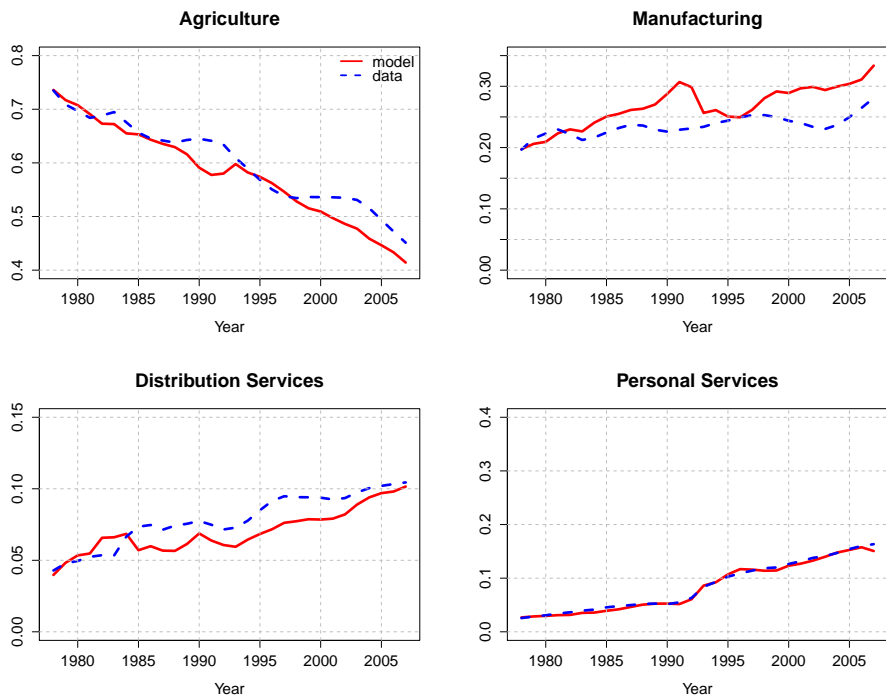 Agriculture
0.8
0.7
0.6
0.5
0.4
model
data
1980 1985 1990 1995 2000 2005
Year
Manufacturing
0.30
0.20
0.10
0.00
1980 1985 1990 1995 2000 2005
Year
Distribution Services
0.15
0.10
0.05
0.00
1980 1985 1990 1995 2000 2005
Year
Personal Services
0.4
0.3
0.2
0.1
0.0
1980 1985 1990 1995 2000 2005
Year